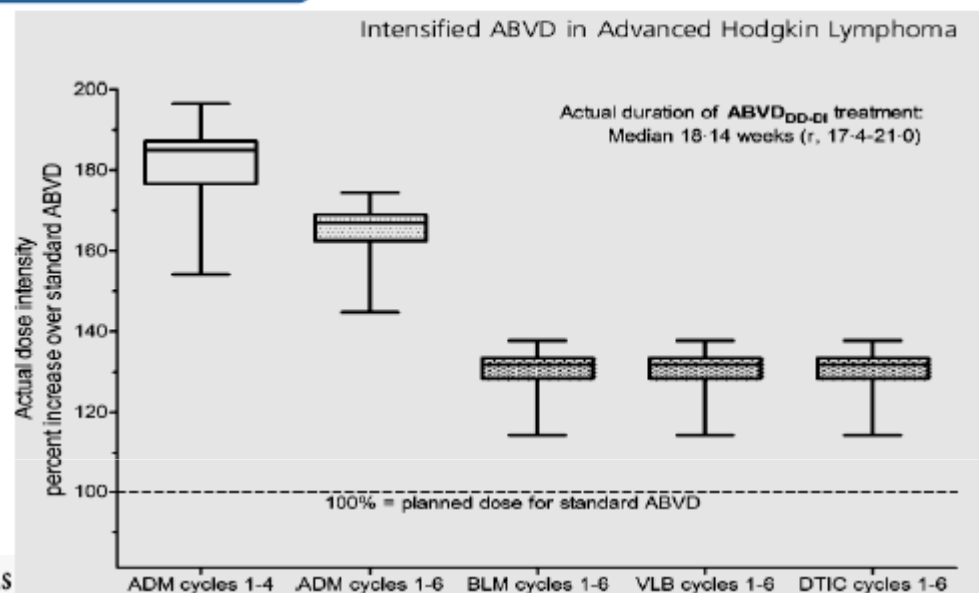 Intensified ABVD in Advanced Hodgkin Lymphoma
Actual duration of ABVD DD-DI treatment:
Median 18·14 weeks (r, 17·4-21·0)
Actual dose intensity
percent increase over standard ABVD
200
180
160
140
120
100
100% = planned dose for standard ABVD
s
ADM cycles 1-4 ADM cycles 1-6 BLM cycles 1-6 VLB cycles 1-6 DTIC cycles 1-6